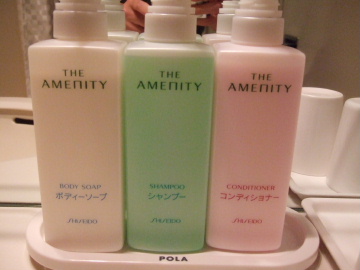 THE
AMENITY
BODY SOAP
ボディーソープ
SHISEIDO
THE
AMENITY
SHAMPOO
シャンプー
SHISEIDO
THE
AMENITY
CONDITIONER
コンディショナー
SHISEIDO
POLA